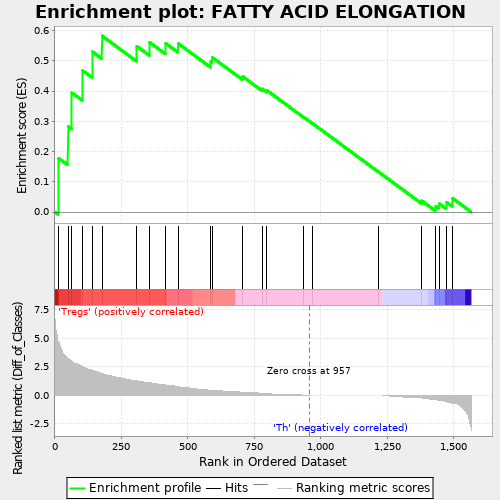 Enrichment plot: FATTY ACID ELONGATION
Enrichment score (ES)
0.6
0.5
0.4
0.3
0.2
0.1
0.0
'Tregs' (positively correlated)
Ranked list metric (Diff_of_Classes)
7.5
5.0
2.5
0.0
-2.5
Zero cross at 957
'Th' (negatively correlated)
0
250
500
750
1,000
1,250
1,500
Rank in Ordered Dataset
Enrichment profile
Hits
Ranking metric scores